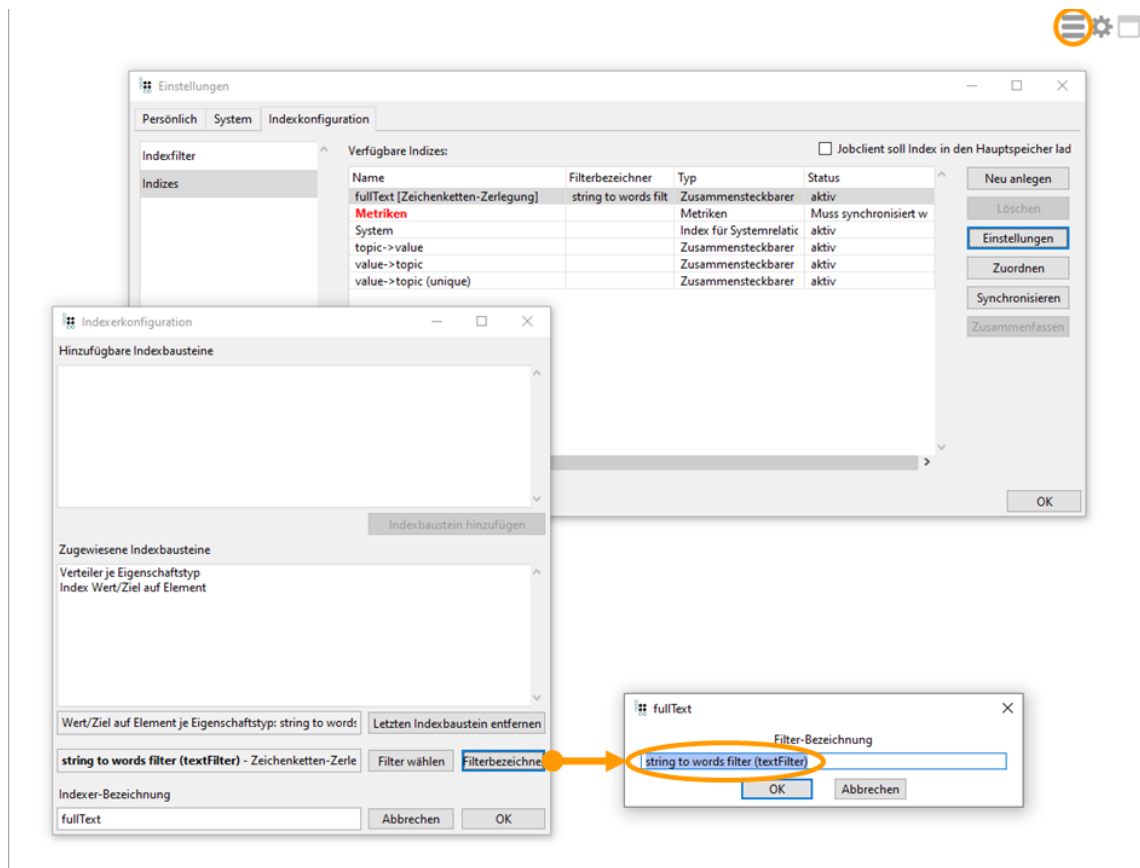 Einstellungen
Persönlich System Indexkonfiguration
Indexfilter
Indizes
Verfügbare Indizes:
Jobclient soll Index in den Hauptspeicher lad
Name Filterbezeichner Typ Status
fullText [Zeichenketten-Zerlegung] string to words filt Zusammensteckbarer aktiv
Metriken Metriken Muss synchronisiert w
System Index für Systemrelatic aktiv
topic->value Zusammensteckbarer aktiv
value->topic Zusammensteckbarer aktiv
value->topic (unique) Zusammensteckbarer aktiv
Neu anlegen
Löschen
Einstellungen
Zuordnen
Synchronisieren
Zusammenfassen
OK
Indexerkonfiguration
Hinzufügbare Indexbausteine
Indexbaustein hinzufügen
Zugewiesene Indexbausteine
Verteiler je Eigenschaftstyp
Index Wert/Ziel auf Element
Wert/Ziel auf Element je Eigenschaftstyp: string to words Letzten Indexbaustein entfernen
string to words filter (textFilter) - Zeichenketten-Zerle Filter wählen Filterbezeichne
Indexer-Bezeichnung
fullText Abbrechen OK
fullText
Filter-Bezeichnung
string to words filter (textFilter)
OK Abbrechen